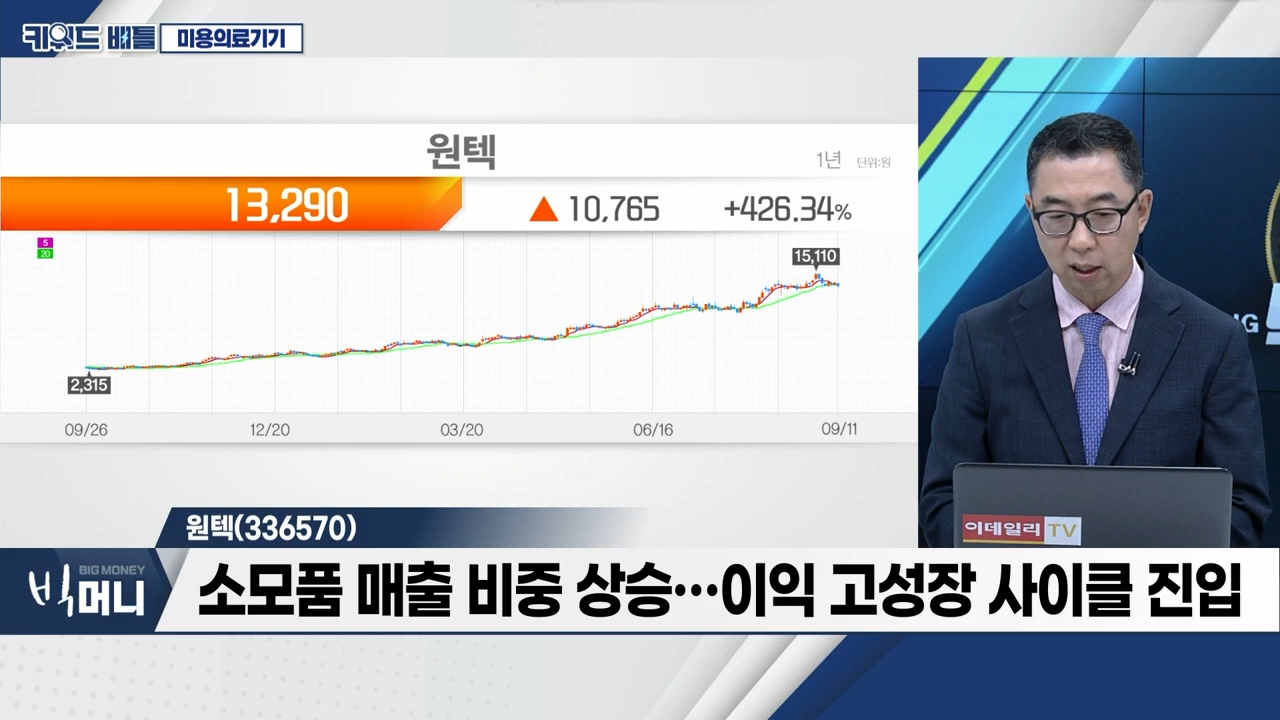 키워드 배틀 미용의료기기
원텍
1년 단위:원
13,290 ▲ 10,765 +426.34%
5
20
15,110
2,315
09/26 12/20 03/20 06/16 09/11
NG
이데일리 TV
원텍(336570)
BIG MONEY
빅머니
소모품 매출 비중 상승…이익 고성장 사이클 진입